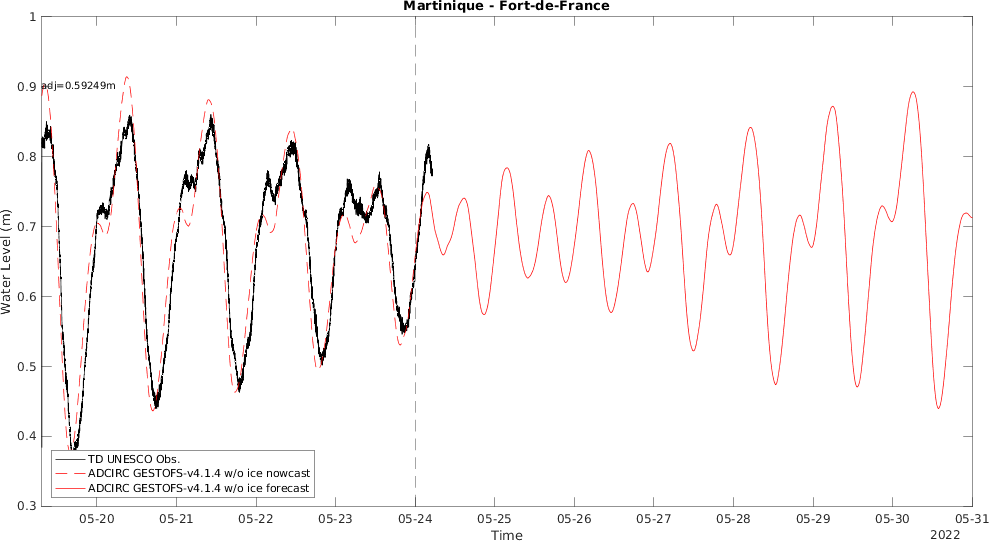 Martinique - Fort-de-France
1
0.9
0.8
0.7
0.6
0.5
0.4
0.3
Water Level (m)
adj=0.59249m
TD UNESCO Obs.
ADCIRC GESTOFS-v4.1.4 w/o ice nowcast
ADCIRC GESTOFS-v4.1.4 w/o ice forecast
05-20 05-21 05-22 05-23 05-24 05-25 05-26 05-27 05-28 05-29 05-30 05-31
Time
2022